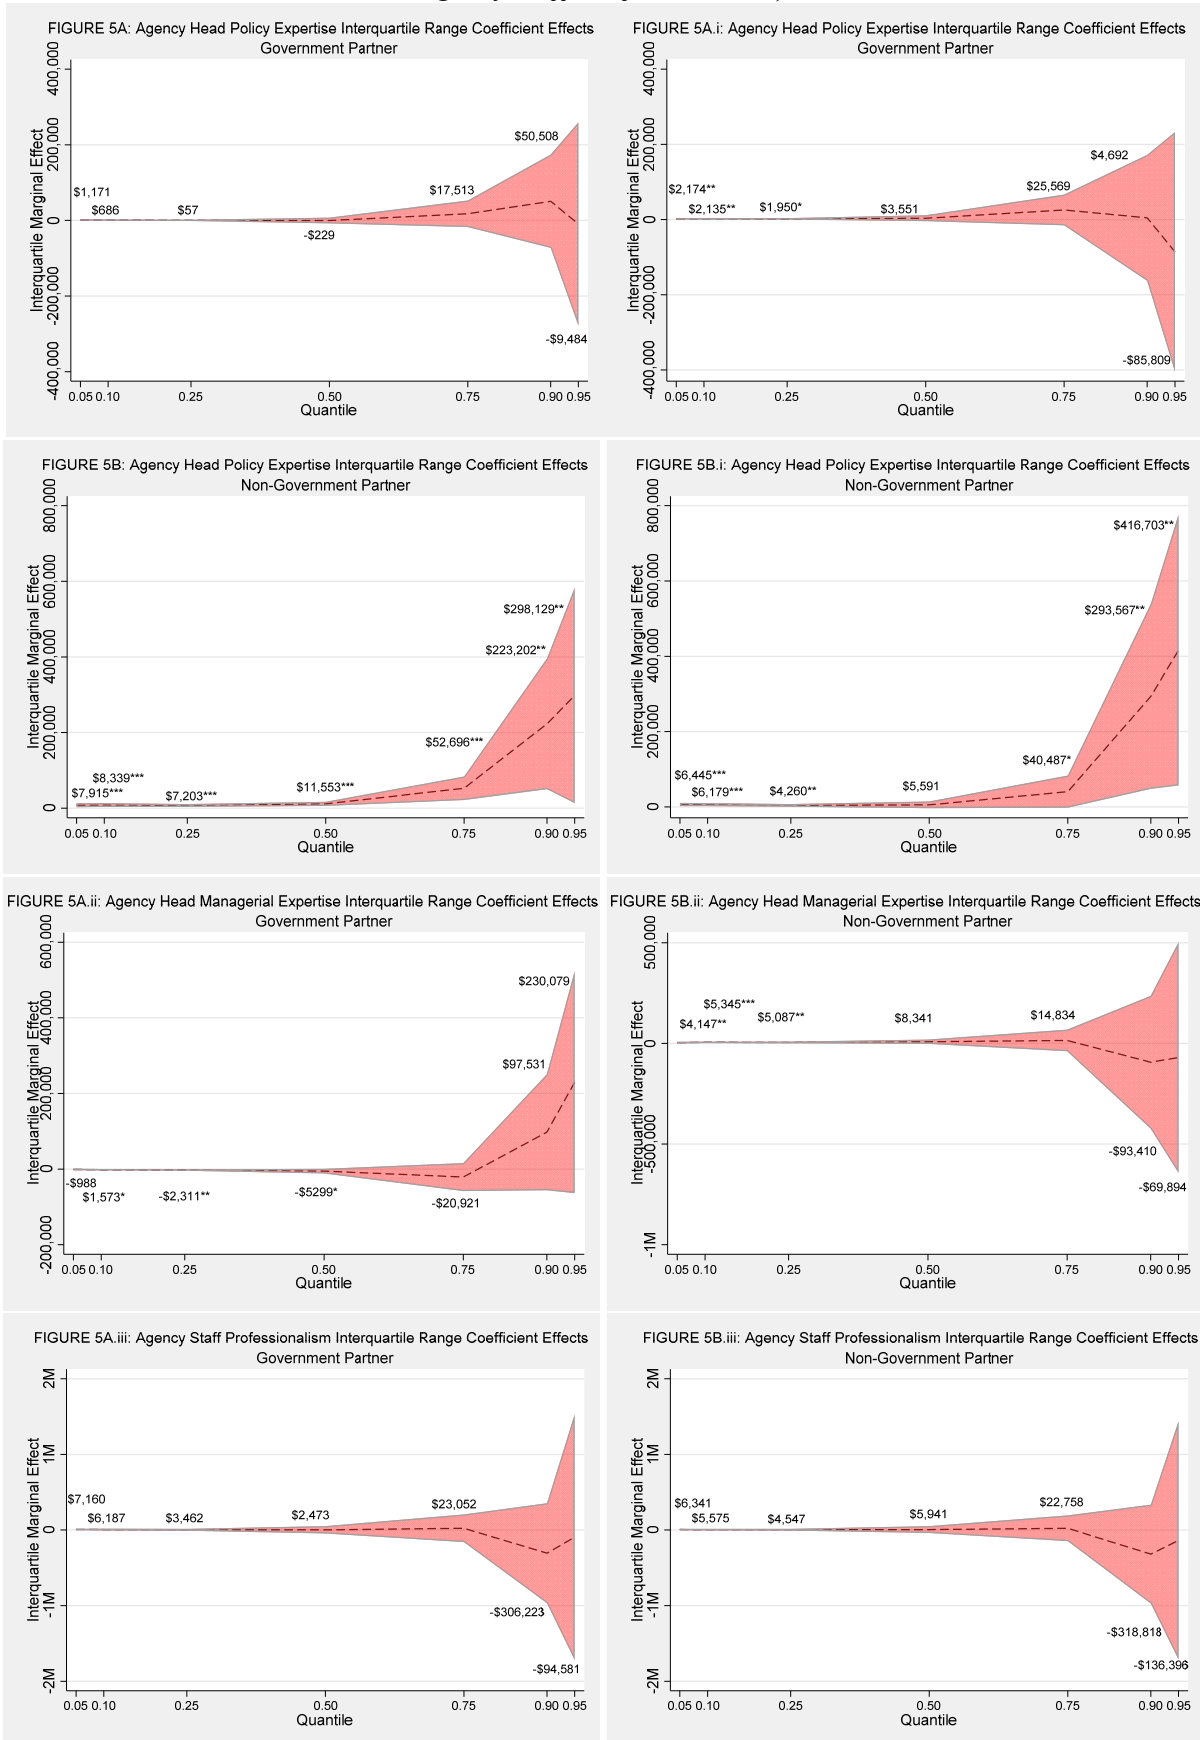 FIGURE 5A: Agency Head Policy Expertise Interquartile Range Coefficient Effects
Government Partner
Interquartile Marginal Effect
400,000
200,000
0
-200,000
-400,000
$1,171
$686
$57
-$229
$17,513
$50,508
-$9,484
0.05 0.10 0.25 0.50 0.75 0.90 0.95
Quantile
FIGURE 5A.i: Agency Head Policy Expertise Interquartile Range Coefficient Effects
Government Partner
Interquartile Marginal Effect
400,000
200,000
0
-200,000
-400,000
$2,174**
$2,135**
$1,950*
$3,551
$25,569
$4,692
-$85,809
0.05 0.10 0.25 0.50 0.75 0.90 0.95
Quantile
FIGURE 5B: Agency Head Policy Expertise Interquartile Range Coefficient Effects
Non-Government Partner
Interquartile Marginal Effect
800,000
600,000
400,000
200,000
0
$7,915***
$8,339***
$7,203***
$11,553***
$52,696***
$223,202**
$298,129**
0.05 0.10 0.25 0.50 0.75 0.90 0.95
Quantile
FIGURE 5B.i: Agency Head Policy Expertise Interquartile Range Coefficient Effects
Non-Government Partner
Interquartile Marginal Effect
800,000
600,000
400,000
200,000
0
$6,445***
$6,179***
$4,260**
$5,591
$40,487*
$293,567**
$416,703**
0.05 0.10 0.25 0.50 0.75 0.90 0.95
Quantile
FIGURE 5A.ii: Agency Head Managerial Expertise Interquartile Range Coefficient Effects
Government Partner
Interquartile Marginal Effect
600,000
400,000
200,000
0
-200,000
-$988
$1,573*
-$2,311**
-$5299*
-$20,921
$97,531
$230,079
0.05 0.10 0.25 0.50 0.75 0.90 0.95
Quantile
FIGURE 5B.ii: Agency Head Managerial Expertise Interquartile Range Coefficient Effects
Non-Government Partner
Interquartile Marginal Effect
500,000
0
-500,000
-1M
$4,147**
$5,345***
$5,087**
$8,341
$14,834
-$93,410
-$69,894
0.05 0.10 0.25 0.50 0.75 0.90 0.95
Quantile
FIGURE 5A.iii: Agency Staff Professionalism Interquartile Range Coefficient Effects
Government Partner
Interquartile Marginal Effect
2M
1M
0
-1M
-2M
$7,160
$6,187
$3,462
$2,473
$23,052
-$306,223
-$94,581
0.05 0.10 0.25 0.50 0.75 0.90 0.95
Quantile
FIGURE 5B.iii: Agency Staff Professionalism Interquartile Range Coefficient Effects
Non-Government Partner
Interquartile Marginal Effect
2M
1M
0
-1M
-2M
$6,341
$5,575
$4,547
$5,941
$22,758
-$318,818
-$136,396
0.05 0.10 0.25 0.50 0.75 0.90 0.95
Quantile